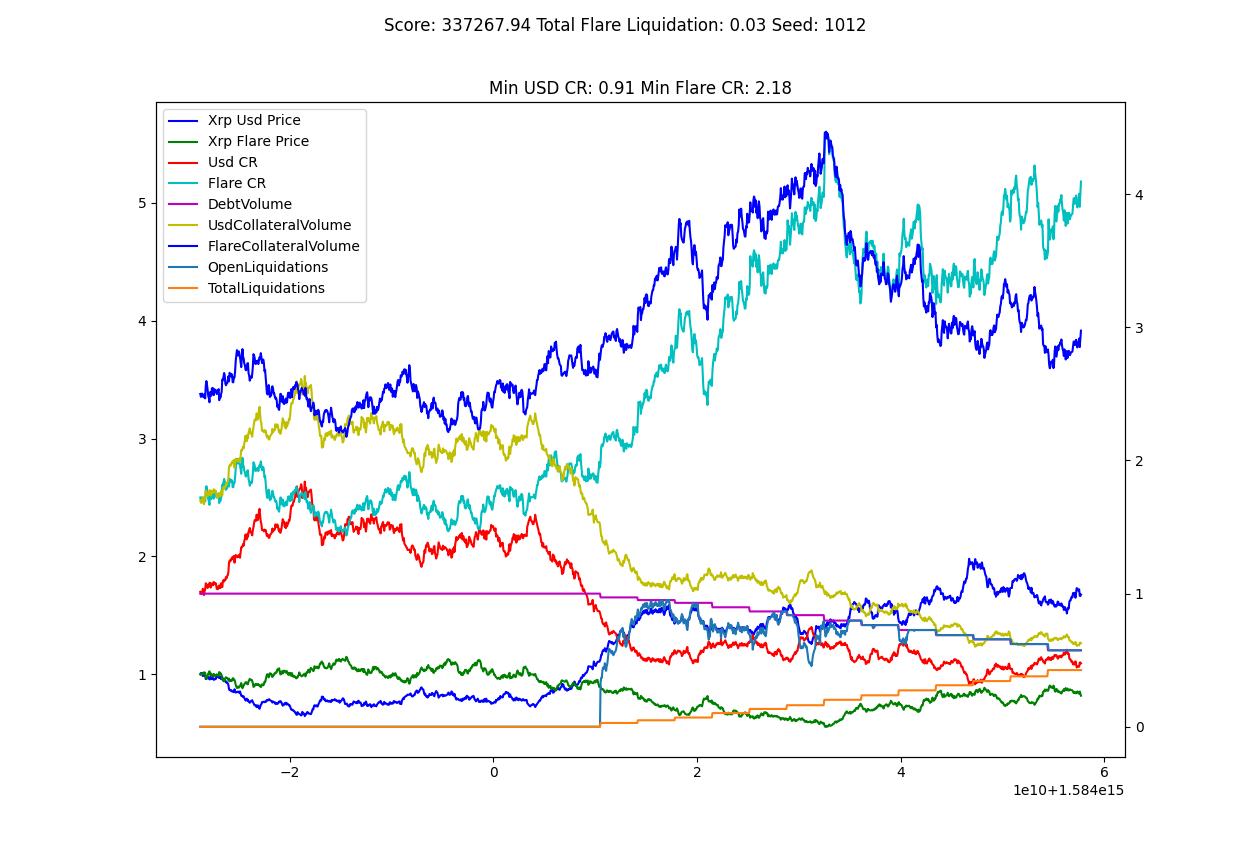 Score: 337267.94 Total Flare Liquidation: 0.03 Seed: 1012
Min USD CR: 0.91 Min Flare CR: 2.18
Xrp Usd Price
Xrp Flare Price
Usd CR
Flare CR
DebtVolume
UsdCollateralVolume
FlareCollateralVolume
OpenLiquidations
TotalLiquidations
5
4
3
2
1
4
3
2
1
0
−2
0
2
4
6
1e10+1.584e15